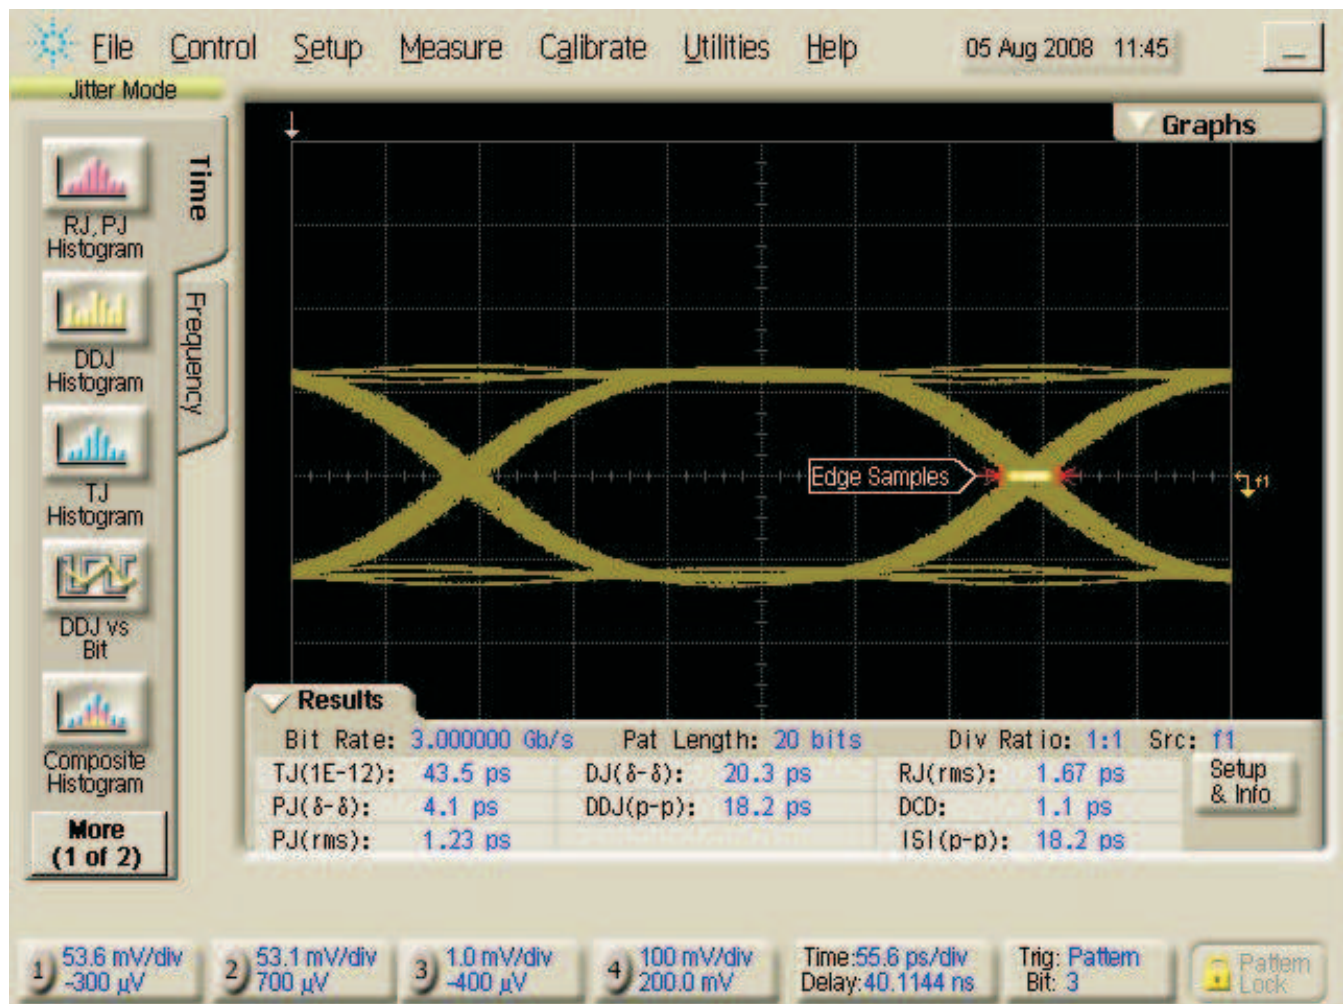 File Control Setup Measure Calibrate Utilities Help 05 Aug 2008 11:45
Jitter Mode
Graphs
Time
Frequency
RJ, PJ
Histogram
DDJ
Histogram
TJ
Histogram
DDJ vs
Bit
Composite
Histogram
More
(1 of 2)
Edge Samples
f1
Results
Bit Rate: 3.000000 Gb/s Pat Length: 20 bits Div Ratio: 1:1 Src: f1
TJ(1E-12): 43.5 ps DJ(δ-δ): 20.3 ps RJ(rms): 1.67 ps
PJ(δ-δ): 4.1 ps DDJ(p-p): 18.2 ps DCD: 1.1 ps
PJ(rms): 1.23 ps ISI(p-p): 18.2 ps
Setup
& Info
1) 53.6 mV/div
-300 µV
2) 53.1 mV/div
700 µV
3) 1.0 mV/div
-400 µV
4) 100 mV/div
200.0 mV
Time:55.6 ps/div
Delay:40.1144 ns
Trig: Pattern
Bit: 3
Pattern
Lock